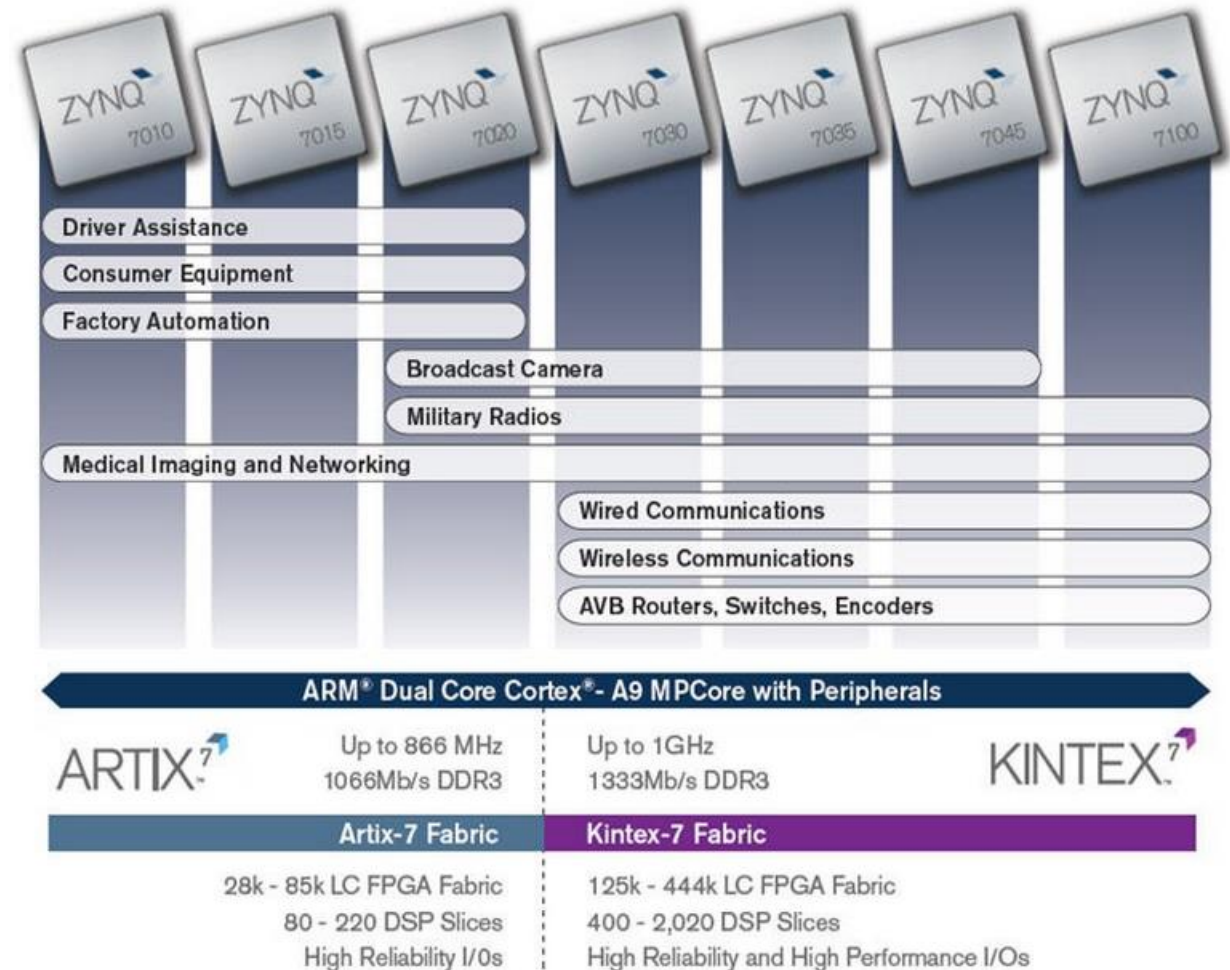 ZYNQ ZYNQ ZYNQ ZYNQ ZYNQ ZYNQ ZYNQ
7010 7015 7020 7030 7035 7045 7100
Driver Assistance
Consumer Equipment
Factory Automation
Broadcast Camera
Military Radios
Medical Imaging and Networking
Wired Communications
Wireless Communications
AVB Routers, Switches, Encoders
ARM® Dual Core Cortex®- A9 MPCore with Peripherals
ARTIX.7™
Up to 866 MHz
1066Mb/s DDR3
Up to 1GHz
1333Mb/s DDR3
KINTEX.7™
Artix-7 Fabric
Kintex-7 Fabric
28k - 85k LC FPGA Fabric
80 - 220 DSP Slices
High Reliability I/0s
125k - 444k LC FPGA Fabric
400 - 2,020 DSP Slices
High Reliability and High Performance I/Os